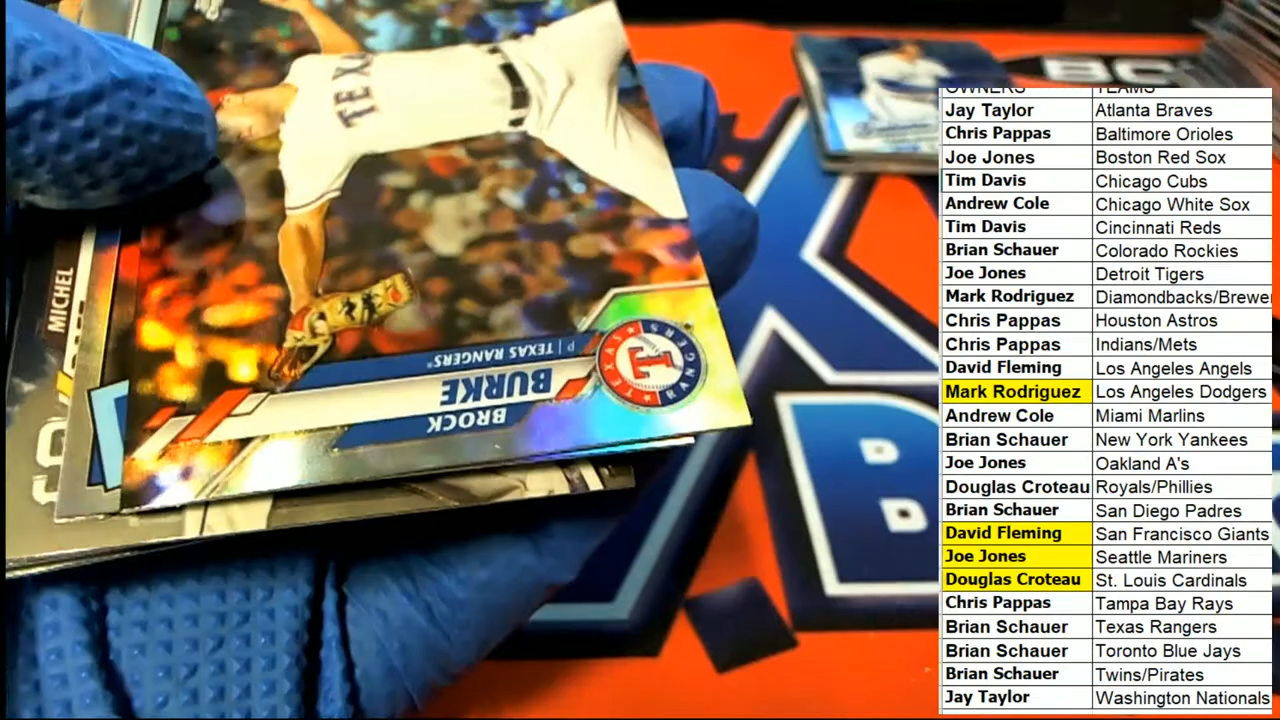 TEXAS
BROCK
BURKE
P | TEXAS RANGERS®
TEXAS RANGERS
T
MICHEL
BC
B
OWNERS TEAMS
Jay Taylor Atlanta Braves
Chris Pappas Baltimore Orioles
Joe Jones Boston Red Sox
Tim Davis Chicago Cubs
Andrew Cole Chicago White Sox
Tim Davis Cincinnati Reds
Brian Schauer Colorado Rockies
Joe Jones Detroit Tigers
Mark Rodriguez Diamondbacks/Brewe
Chris Pappas Houston Astros
Chris Pappas Indians/Mets
David Fleming Los Angeles Angels
Mark Rodriguez Los Angeles Dodgers
Andrew Cole Miami Marlins
Brian Schauer New York Yankees
Joe Jones Oakland A's
Douglas Croteau Royals/Phillies
Brian Schauer San Diego Padres
David Fleming San Francisco Giants
Joe Jones Seattle Mariners
Douglas Croteau St. Louis Cardinals
Chris Pappas Tampa Bay Rays
Brian Schauer Texas Rangers
Brian Schauer Toronto Blue Jays
Brian Schauer Twins/Pirates
Jay Taylor Washington Nationals